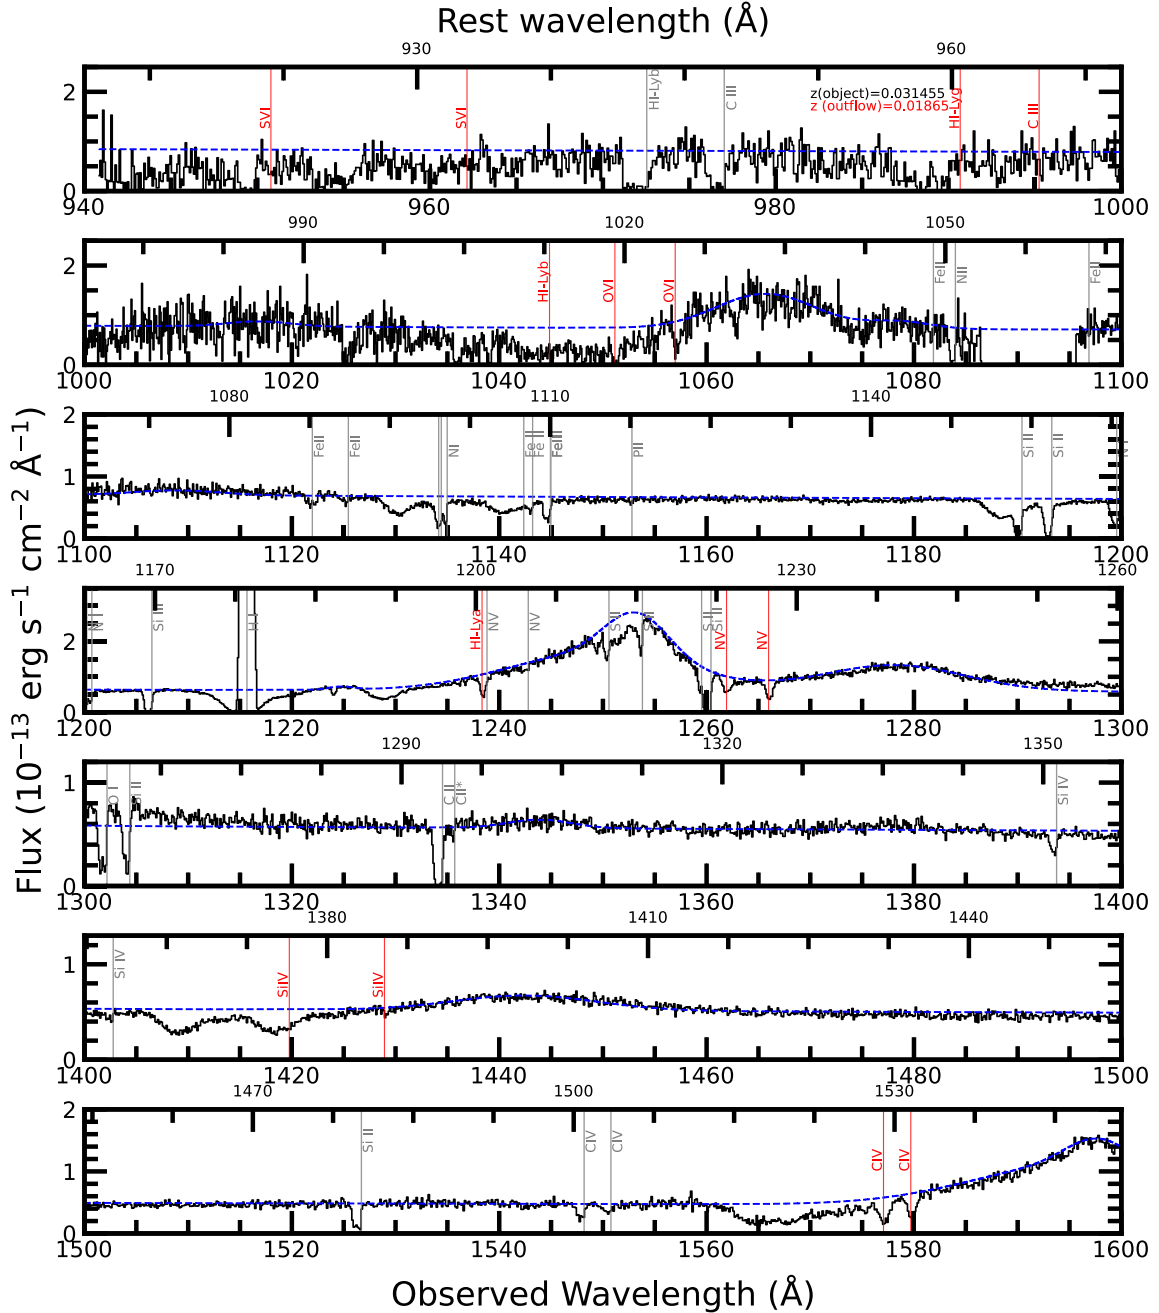 Rest wavelength (Å)
930 960
SVI SVI HI-Lyb C III HI-Lyg C III
z(object)=0.031455
z (outflow)=0.01865
2
0
940 960 980 1000
990 1020 1050
HI-Lyb OVI OVI FeII NII FeII
2
0
1000 1020 1040 1060 1080 1100
1080 1110 1140
FeII FeII NI Fe II Fe II PII Si II Si II
2
1
0
1100 1120 1140 1160 1180 1200
1170 1200 1230 1260
Si III H I HI-Lya NV NV S II S II S II Si II NV NV
2
0
1200 1220 1240 1260 1280 1300
1290 1320 1350
O I Si II C II CII* Si IV
1
0
1300 1320 1340 1360 1380 1400
1380 1410 1440
Si IV SiIV SiIV
1
0
1400 1420 1440 1460 1480 1500
1470 1500 1530
Si II CIV CIV CIV CIV
2
1
0
1500 1520 1540 1560 1580 1600
Flux (10⁻¹³ erg s⁻¹ cm⁻² Å⁻¹)
Observed Wavelength (Å)